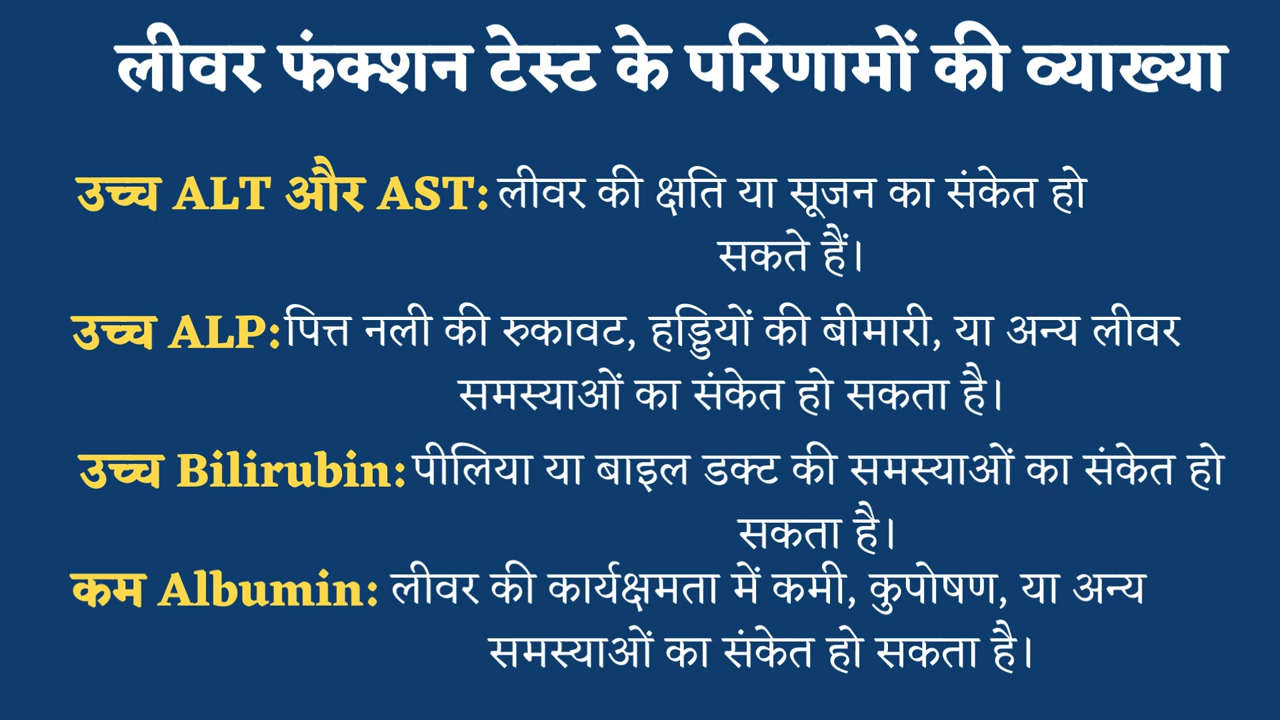 लीवर फंक्शन टेस्ट के परिणामों की व्याख्या
उच्च ALT और AST: लीवर की क्षति या सूजन का संकेत हो
सकते हैं।
उच्च ALP: पित्त नली की रुकावट, हड्डियों की बीमारी, या अन्य लीवर
समस्याओं का संकेत हो सकता है।
उच्च Bilirubin: पीलिया या बाइल डक्ट की समस्याओं का संकेत हो
सकता है।
कम Albumin: लीवर की कार्यक्षमता में कमी, कुपोषण, या अन्य
समस्याओं का संकेत हो सकता है।